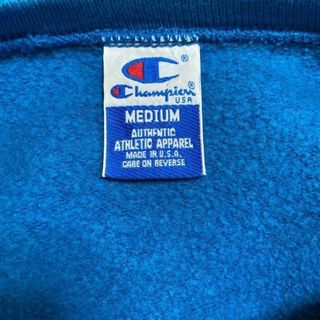 ®
Champion®
USA
MEDIUM
AUTHENTIC
ATHLETIC APPAREL
MADE IN U.S.A.
CARE ON REVERSE